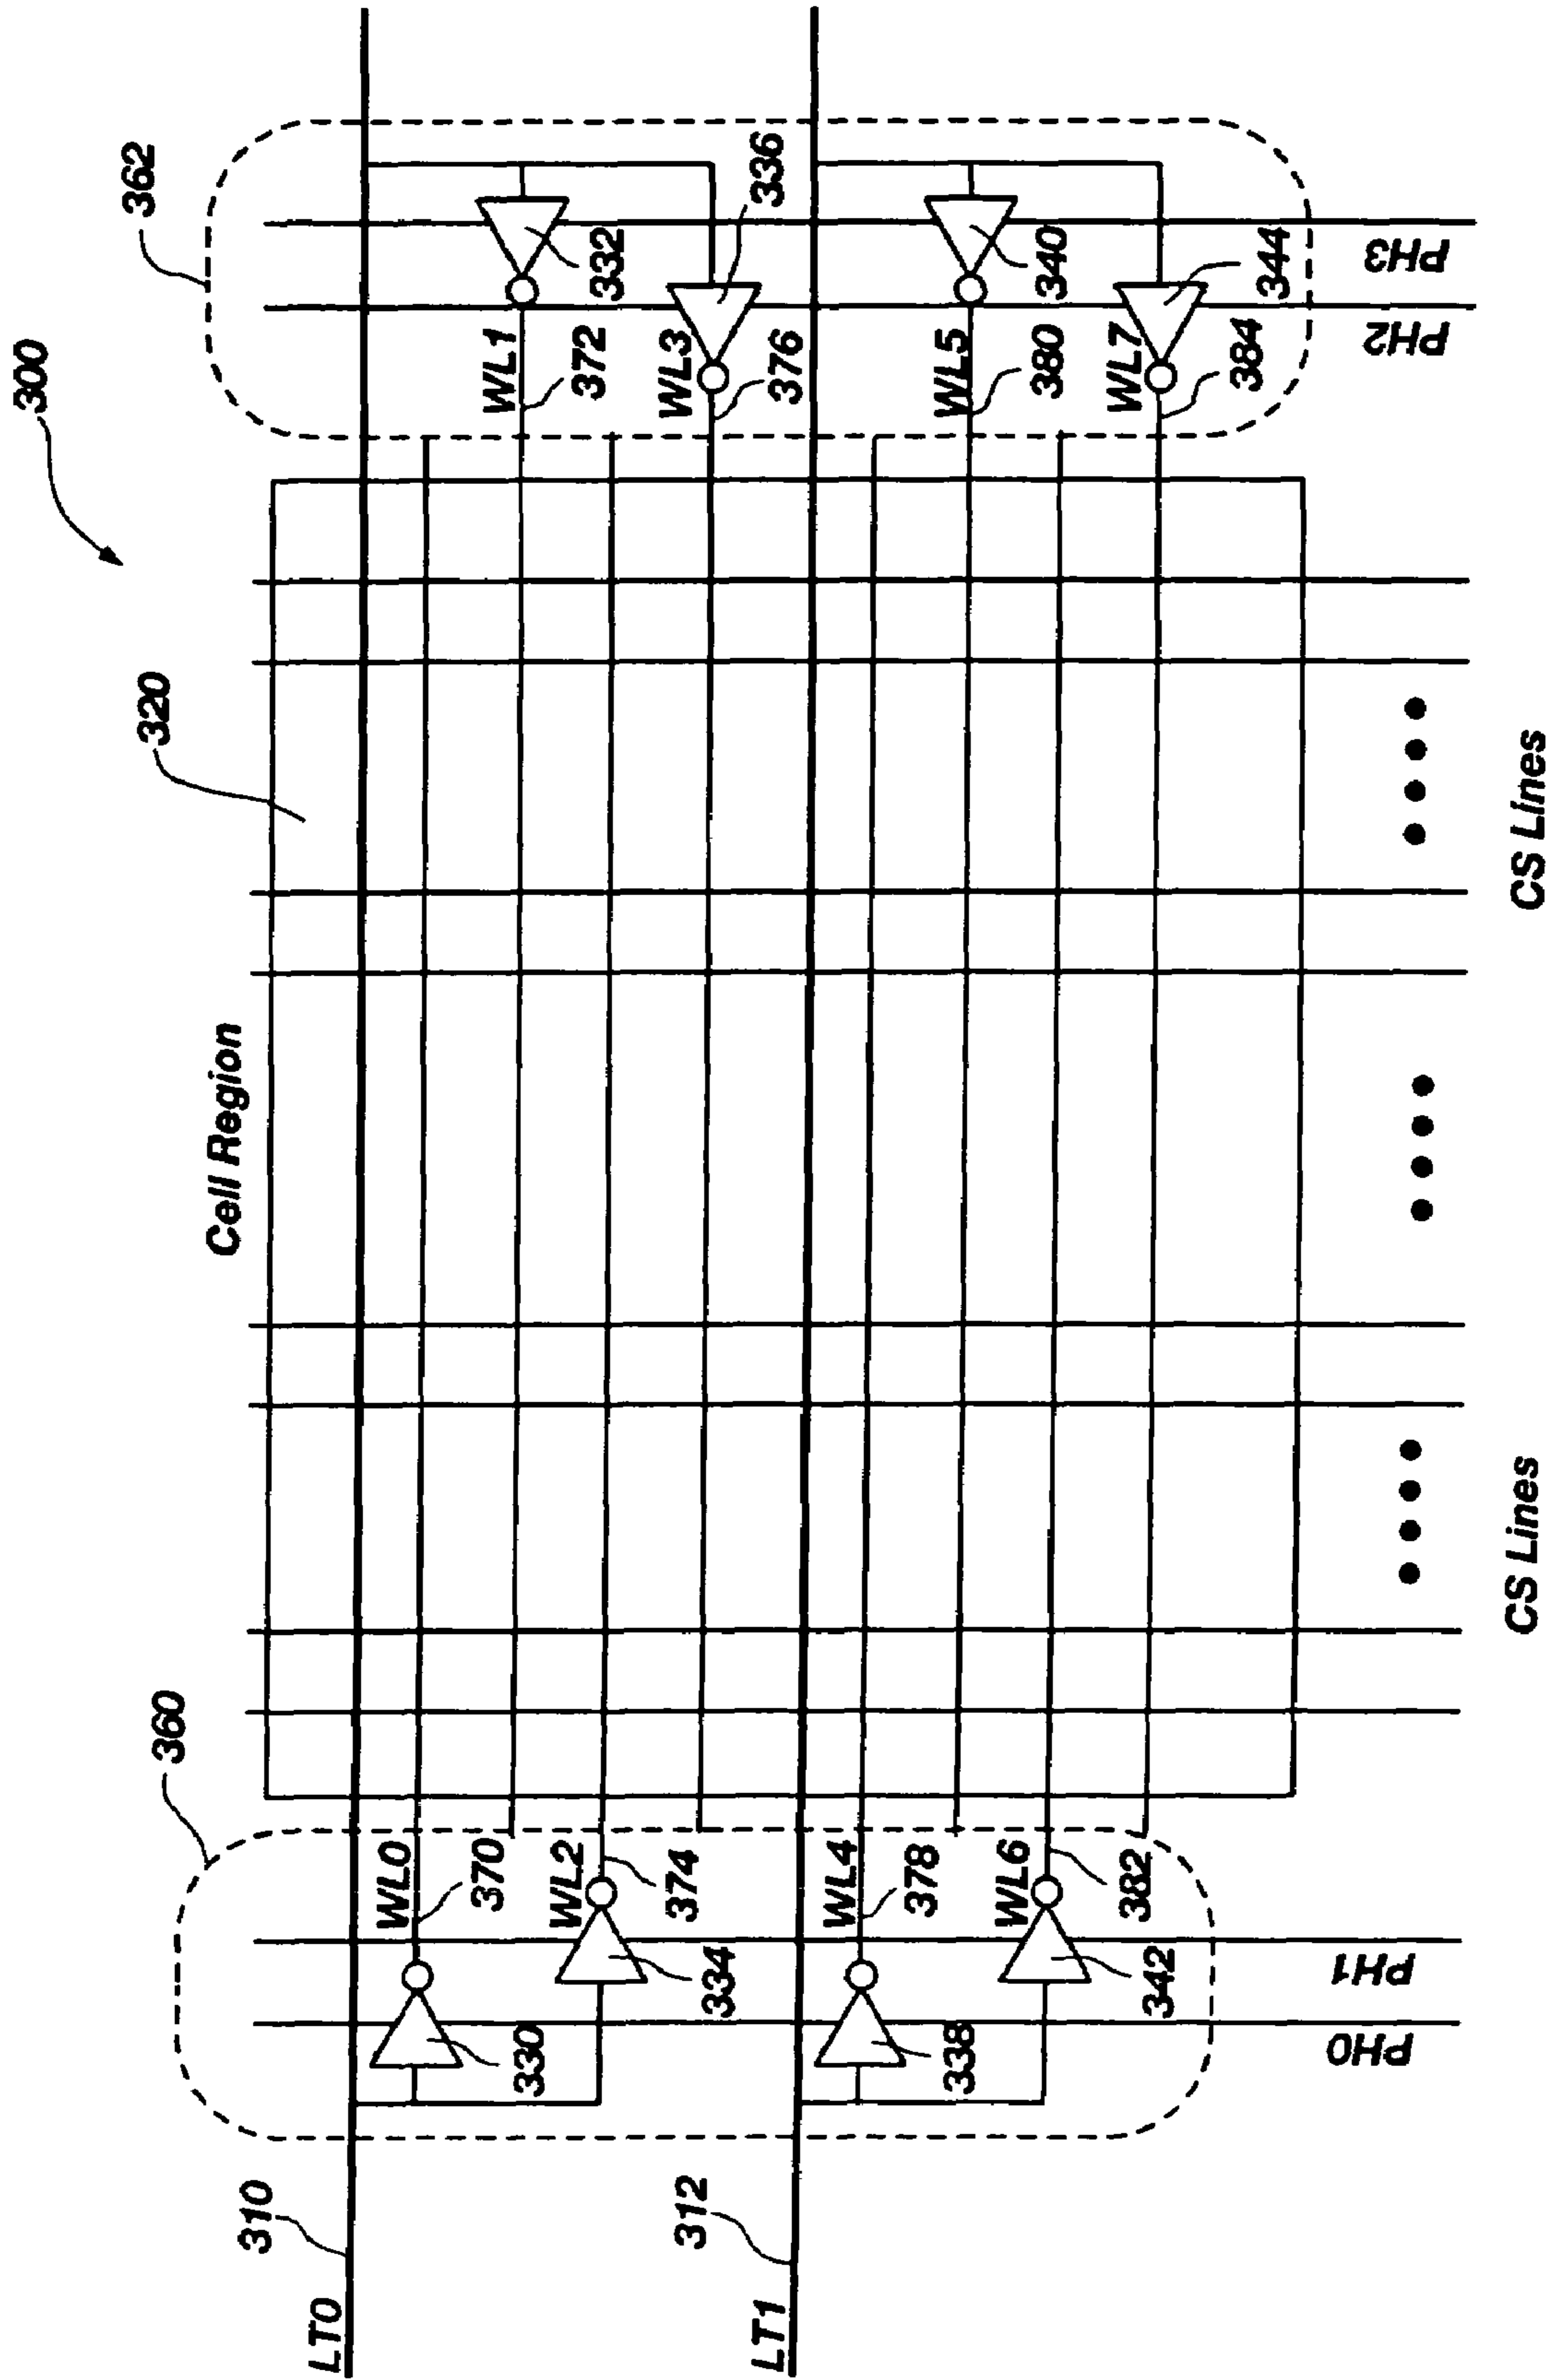 300
Cell Region
320
360
362
LT0
310
WL0
370
330
WL1
372
332
WL2
374
334
WL3
376
336
LT1
312
WL4
378
338
WL5
380
340
WL6
382
342
WL7
384
344
PH0
PH1
PH2
PH3
CS Lines
CS Lines